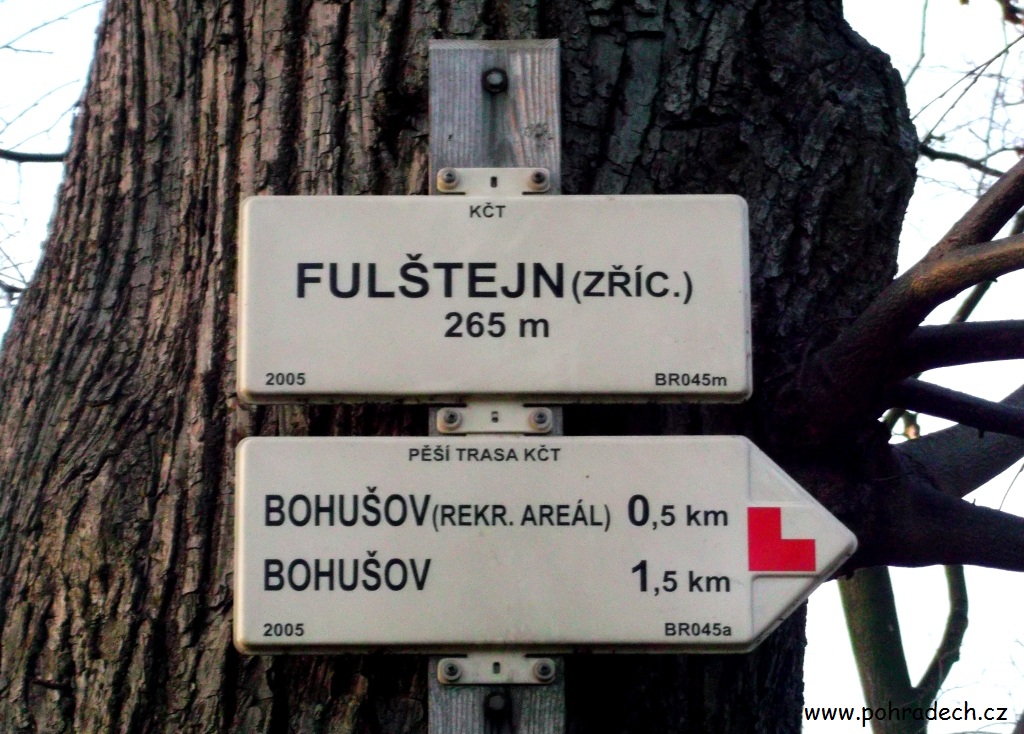 KČT
FULŠTEJN (ZŘÍC.)
265 m
2005 BR045m
PĚŠÍ TRASA KČT
BOHUŠOV (REKR. AREÁL) 0,5 km
BOHUŠOV 1,5 km
2005 BR045a
www.pohradech.cz